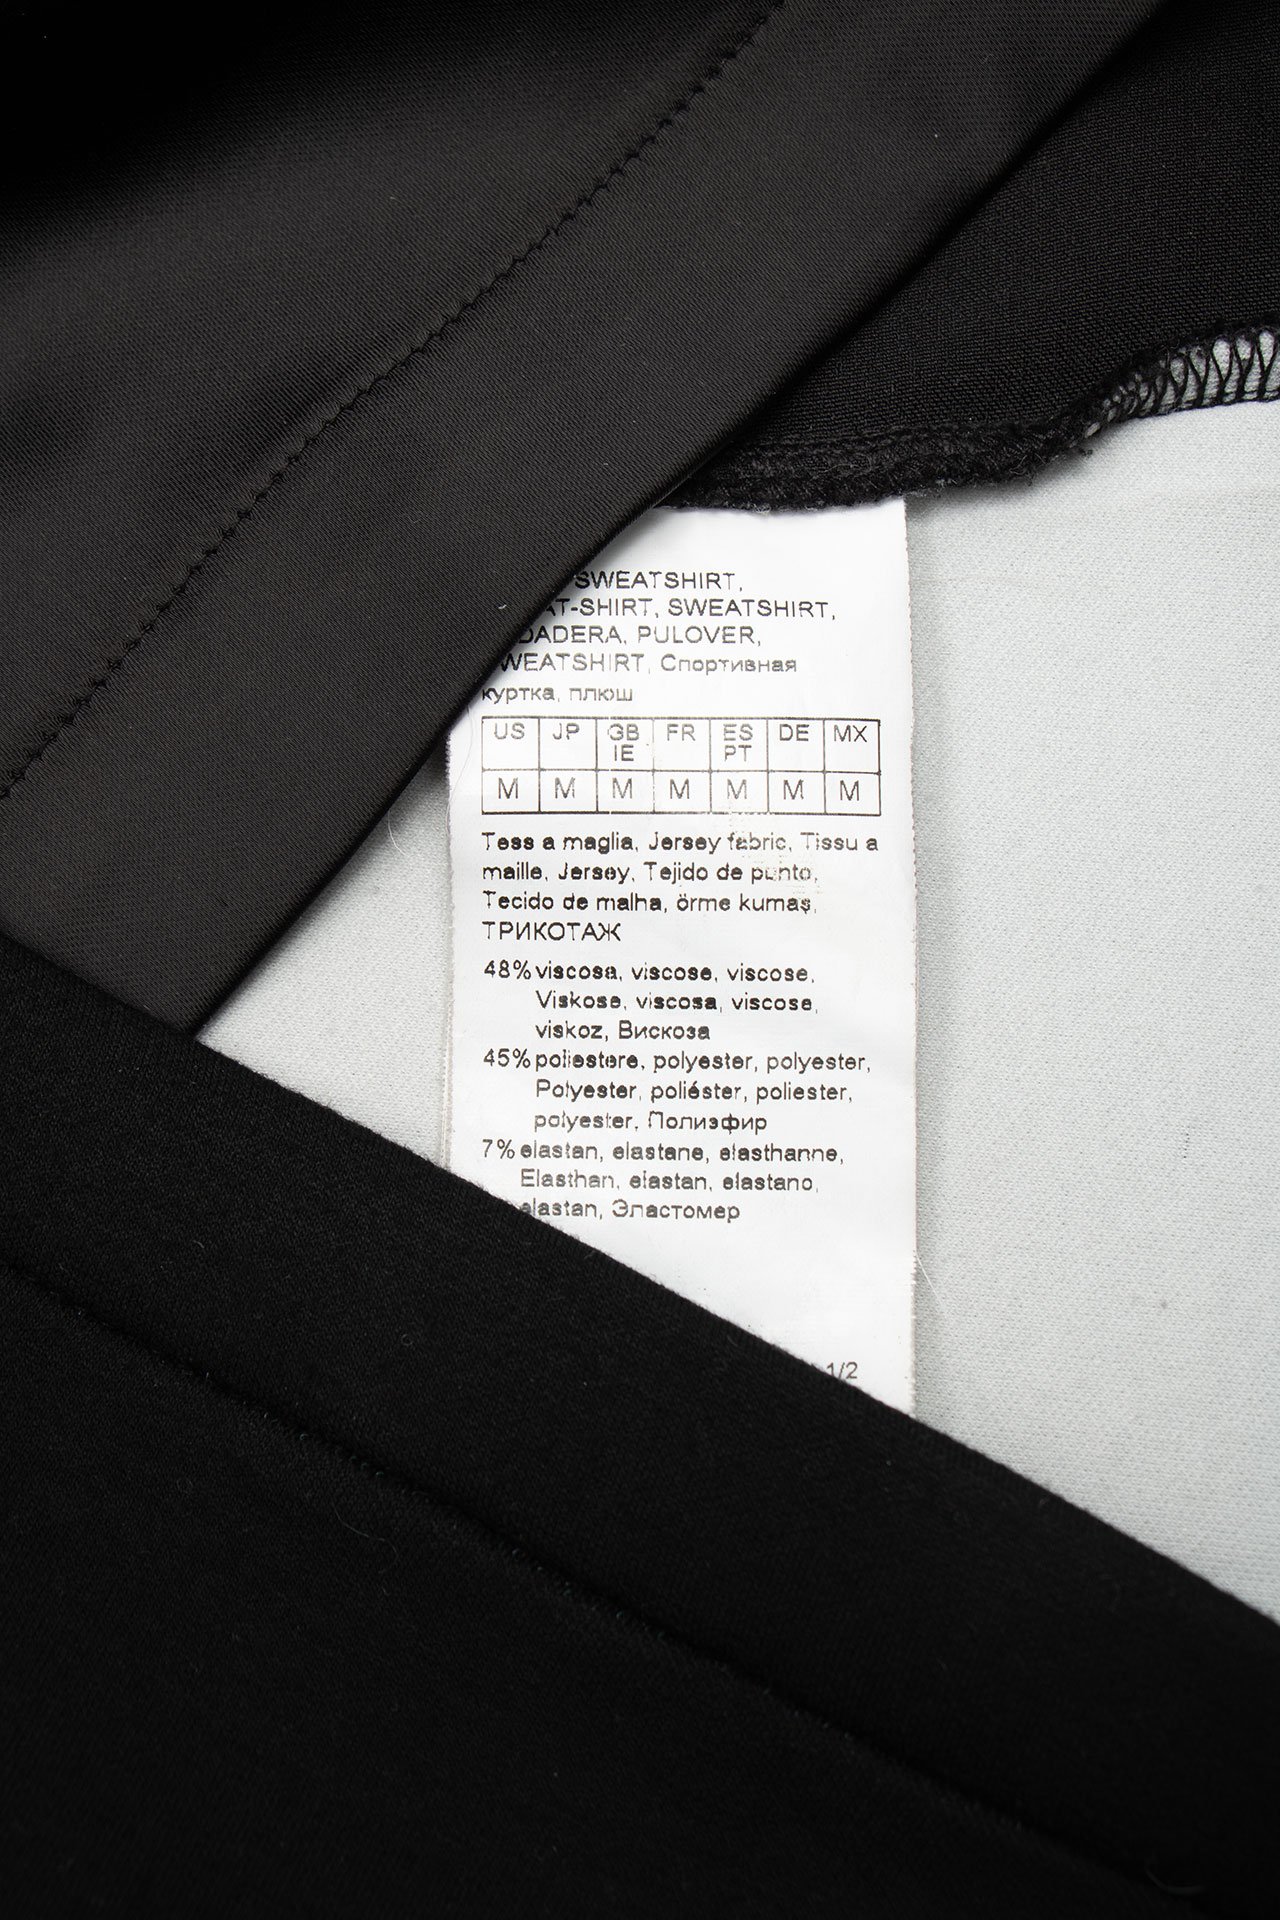 SWEATSHIRT,
SWEATSHIRT,
PULOVER,
Спортивная
куртка, плюш
US JP GB IE FR ES PT DE MX
M M M M M M M
Tess a maglia, Jersey fabric, Tissu a
maille, Jersey, Tejido de punto,
Tecido de malha, örme kumaş,
ТРИКОТАЖ
48% viscosa, viscose, viscose,
Viskose, viscosa, viscose,
viskoz, Вискоза
45% poliestere, polyester, polyester,
Polyester, poliéster, poliester,
polyester, Полиэфир
7% elastan, elastane, elasthanne,
Elasthan, elastan, elastano,
elastan, Эластомер
1/2